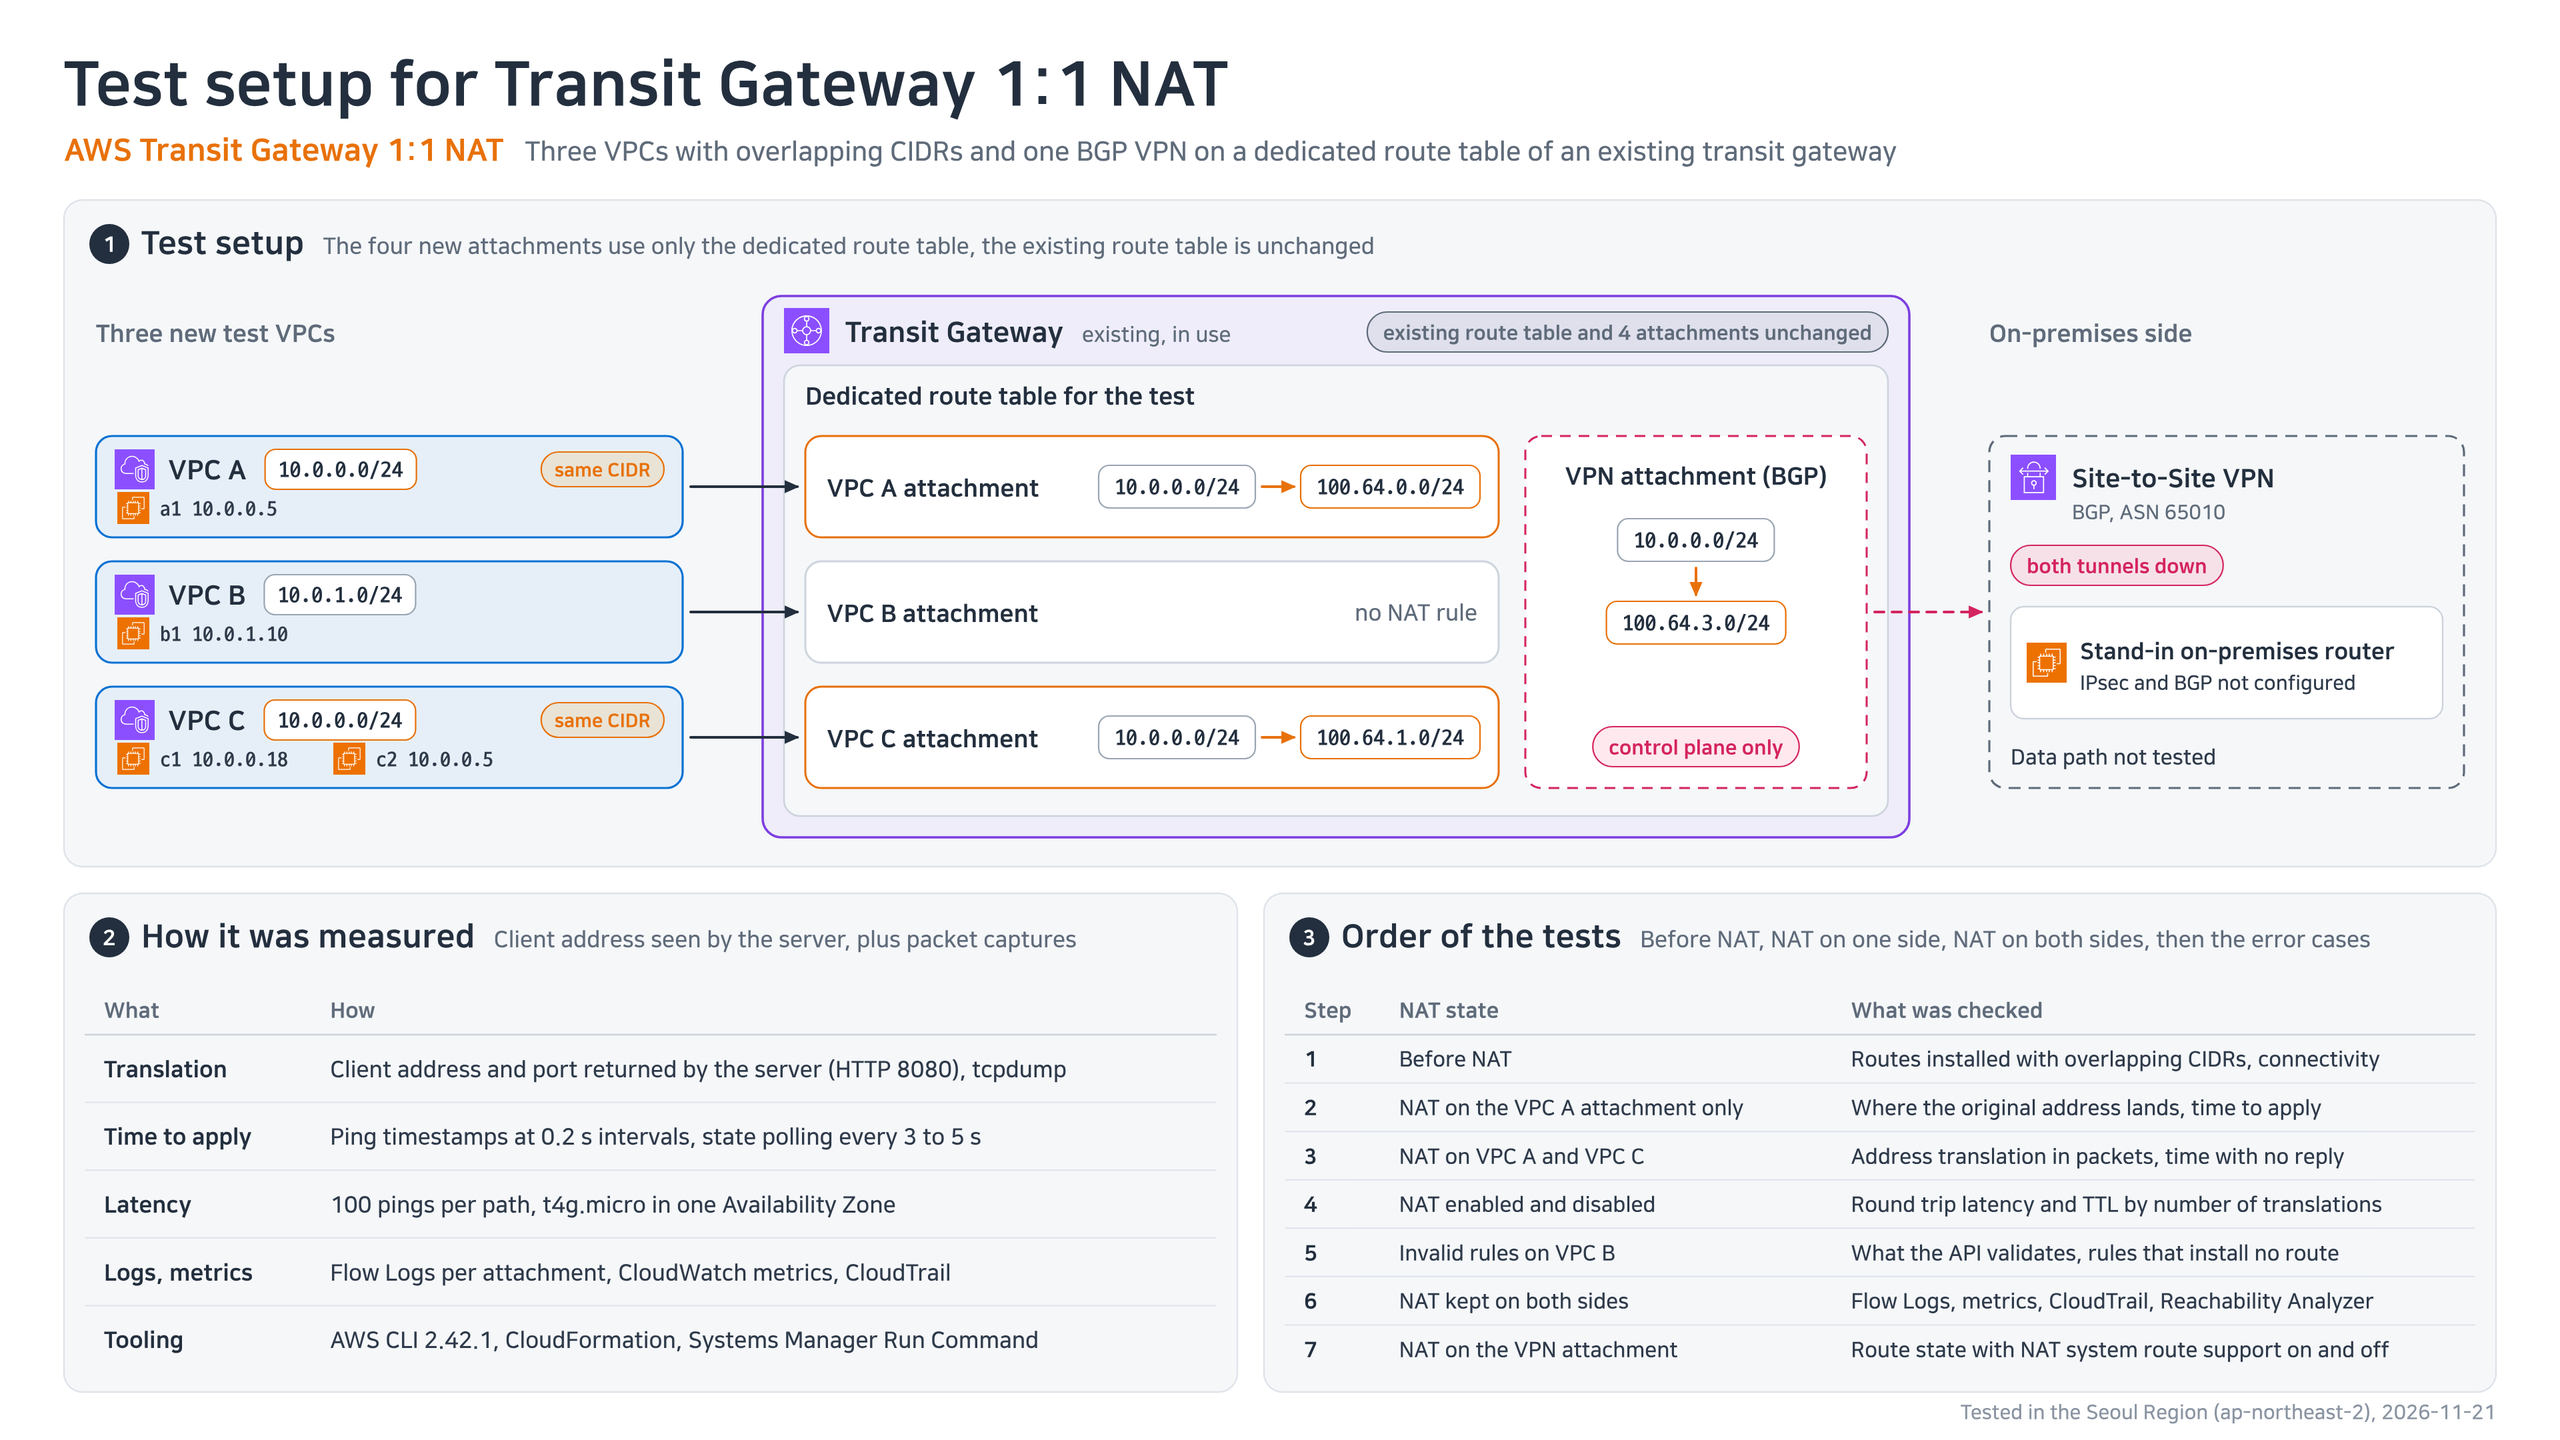 Test setup for Transit Gateway 1:1 NAT
AWS Transit Gateway 1:1 NAT Three VPCs with overlapping CIDRs and one BGP VPN on a dedicated route table of an existing transit gateway
1 Test setup The four new attachments use only the dedicated route table, the existing route table is unchanged
Three new test VPCs
VPC A 10.0.0.0/24 same CIDR
a1 10.0.0.5
VPC B 10.0.1.0/24
b1 10.0.1.10
VPC C 10.0.0.0/24 same CIDR
c1 10.0.0.18 c2 10.0.0.5
Transit Gateway existing, in use existing route table and 4 attachments unchanged
Dedicated route table for the test
VPC A attachment 10.0.0.0/24 100.64.0.0/24
VPC B attachment no NAT rule
VPC C attachment 10.0.0.0/24 100.64.1.0/24
VPN attachment (BGP)
10.0.0.0/24
100.64.3.0/24
control plane only
On-premises side
Site-to-Site VPN
BGP, ASN 65010
both tunnels down
Stand-in on-premises router
IPsec and BGP not configured
Data path not tested
2 How it was measured Client address seen by the server, plus packet captures
What How
Translation Client address and port returned by the server (HTTP 8080), tcpdump
Time to apply Ping timestamps at 0.2 s intervals, state polling every 3 to 5 s
Latency 100 pings per path, t4g.micro in one Availability Zone
Logs, metrics Flow Logs per attachment, CloudWatch metrics, CloudTrail
Tooling AWS CLI 2.42.1, CloudFormation, Systems Manager Run Command
3 Order of the tests Before NAT, NAT on one side, NAT on both sides, then the error cases
Step NAT state What was checked
1 Before NAT Routes installed with overlapping CIDRs, connectivity
2 NAT on the VPC A attachment only Where the original address lands, time to apply
3 NAT on VPC A and VPC C Address translation in packets, time with no reply
4 NAT enabled and disabled Round trip latency and TTL by number of translations
5 Invalid rules on VPC B What the API validates, rules that install no route
6 NAT kept on both sides Flow Logs, metrics, CloudTrail, Reachability Analyzer
7 NAT on the VPN attachment Route state with NAT system route support on and off
Tested in the Seoul Region (ap-northeast-2), 2026-11-21